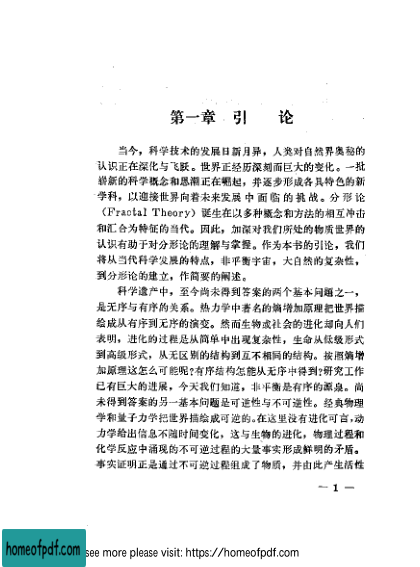 第一章 引 论
当今，科学技术的发展日新月异，人类对自然界奥秘的
认识正在深化与飞跃。世界正经历深刻而巨大的变化。一批
崭新的科学概念和思潮正在崛起，并逐步形成各具特色的新
学科，以迎接世界向着未来发展中面临的挑战。分形论
（Fractal Theory）诞生在以多种概念和方法的相互冲击
和汇合为特征的当代。因此，加深对我们所处的物质世界的
认识有助于对分形论的理解与掌握。作为本书的引论，我们
将从当代科学发展的特点，非平衡宇宙，大自然的复杂性，
到分形论的建立，作简要的阐述。
科学遗产中，至今尚未得到答案的两个基本问题之一，
是无序与有序的关系。热力学中著名的熵增加原理把世界描
绘成从有序到无序的演变。然而生物或社会的进化却向人们
表明，进化的过程是从简单中出现复杂性，生命从低级形式
到高级形式，从无区别的结构到互不相同的结构。按照熵增
加原理这怎么可能呢？有序结构怎能从无序中得到？研究工作
已有巨大的进展，今天我们知道，非平衡是有序的源泉。尚
未得到答案的另一基本问题是可逆性与不可逆性。经典物理
学和量子力学把世界描绘成可逆的。在这里没有进化可言，动
力学给出信息不随时间变化，这与生物的进化，物理过程和
化学反应中涌现的不可逆过程的大量事实形成鲜明的矛盾。
事实证明正是通过不可逆过程组成了物质，并由此产生活性
— 1 —
homeofpdf.com
see more please visit: https://homeofpdf.com